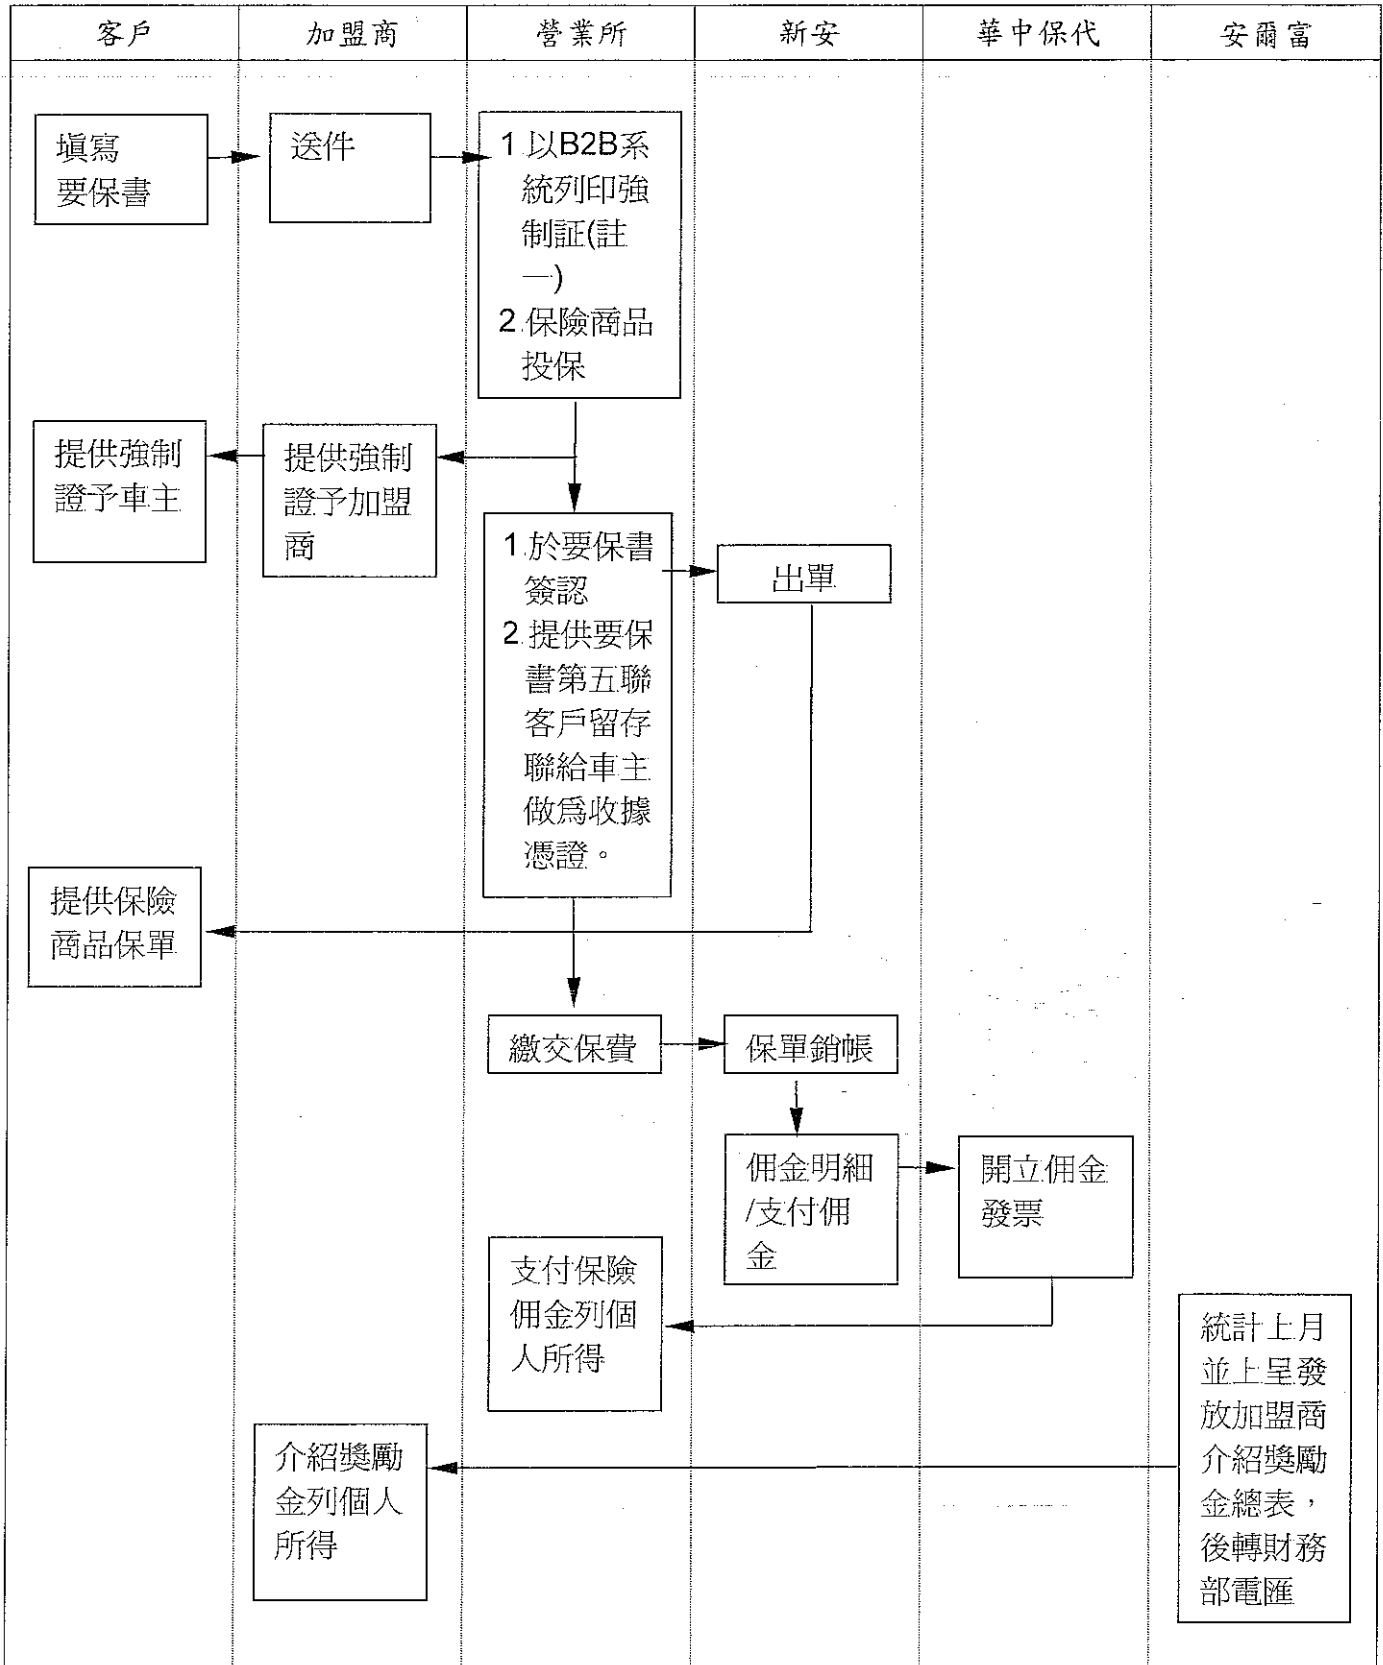 客戶 加盟商 營業所 新安 華中保代 安爾富
填寫
要保書
送件
1.以B2B系
統列印強
制証(註
一)
2.保險商品
投保
提供強制
證予車主
提供強制
證予加盟
商
1.於要保書
簽認
2.提供要保
書第五聯
客戶留存
聯給車主
做為收據
憑證。
出單
提供保險
商品保單
繳交保費
保單銷帳
佣金明細
/支付佣
金
開立佣金
發票
支付保險
佣金列個
人所得
統計上月
並上呈發
放加盟商
介紹獎勵
金總表,
後轉財務
部電匯
介紹獎勵
金列個人
所得